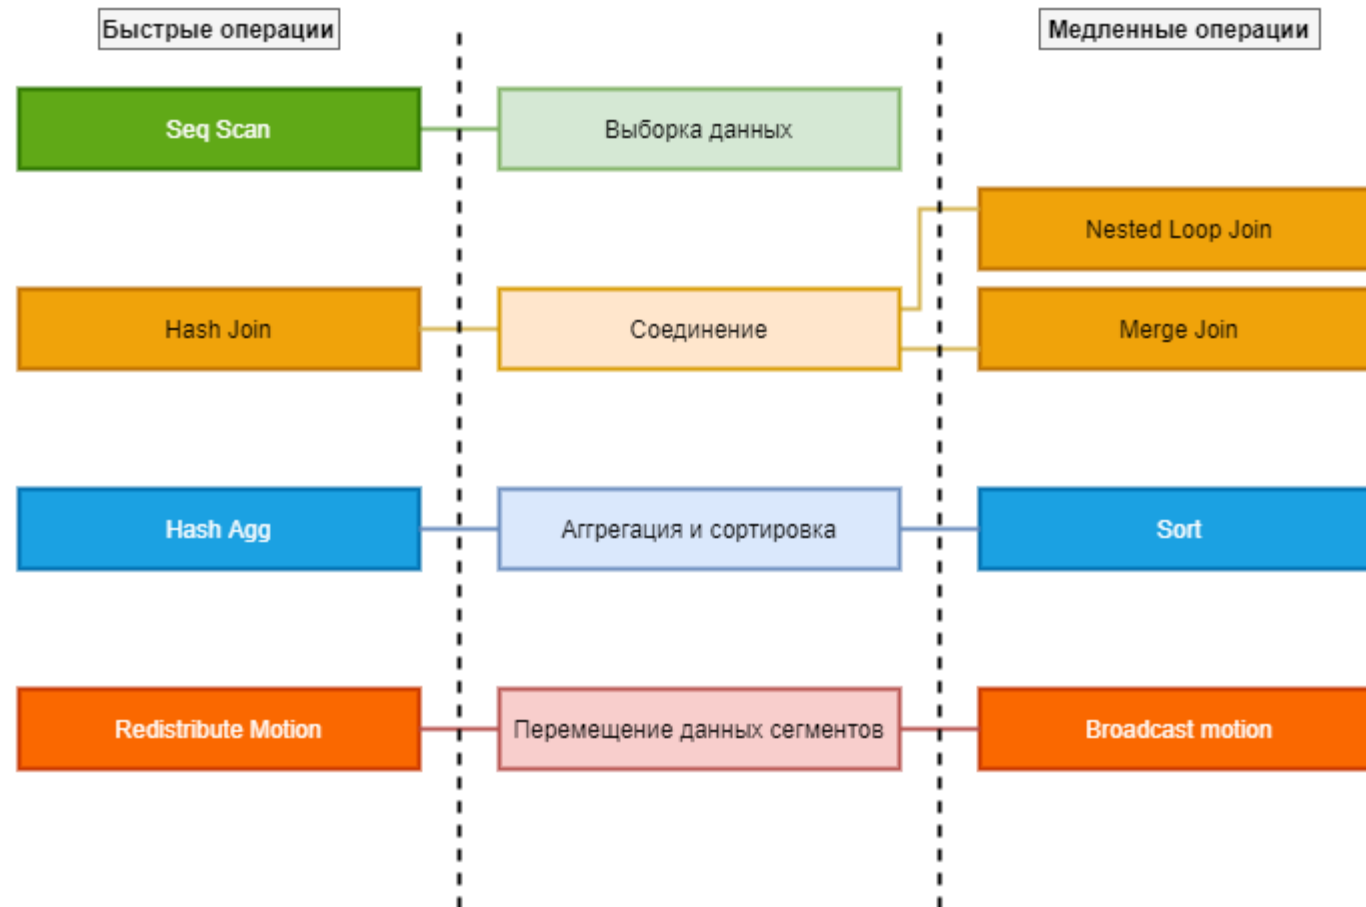 Быстрые операции
Медленные операции
Seq Scan
Выборка данных
Nested Loop Join
Hash Join
Соединение
Merge Join
Hash Agg
Аггрегация и сортировка
Sort
Redistribute Motion
Перемещение данных сегментов
Broadcast motion